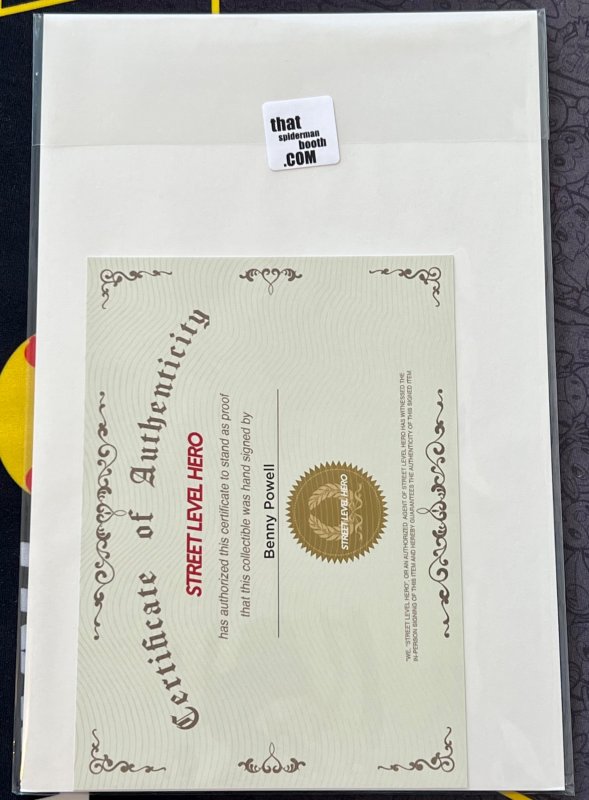 that
spiderman
booth
.COM
Certificate of Authenticity
STREET LEVEL HERO
has authorized this certificate to stand as proof
that this collectible was hand signed by
Benny Powell
STREET LEVEL HERO
"WE, "STREET LEVEL HERO", OR AN AUTHORIZED AGENT OF STREET LEVEL HERO HAS WITNESSED THE
IN-PERSON SIGNING OF THIS ITEM AND HEREBY GUARANTEES THE AUTHENTICITY OF THIS SIGNED ITEM